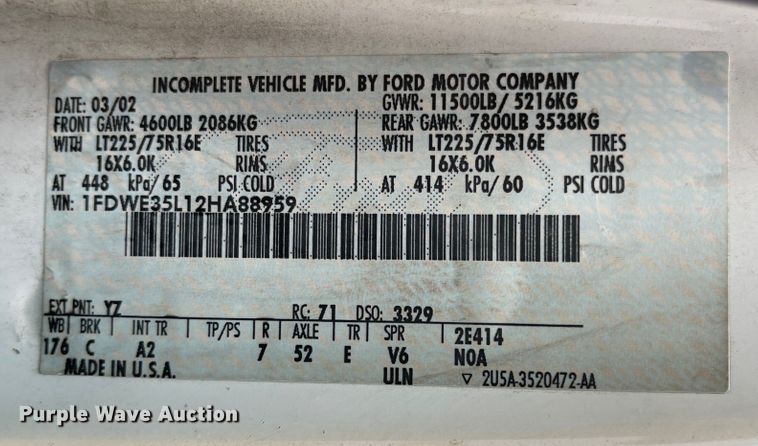 INCOMPLETE VEHICLE MFD. BY FORD MOTOR COMPANY
DATE: 03/02 GVWR: 11500LB/ 5216KG
FRONT GAWR: 4600LB 2086KG REAR GAWR: 7800LB 3538KG
WITH LT225/75R16E TIRES WITH LT225/75R16E TIRES
16X6.0K RIMS 16X6.0K RIMS
AT 448 kPa/65 PSI COLD AT 414 kPa/60 PSI COLD
VIN: 1FDWE35L12HA88959
EXT PNT: YZ RC: 71 DSO: 3329
WB BRK INT TR TP/PS R AXLE TR SPR 2E414
176 C A2 7 52 E V6 N0A
MADE IN U.S.A. ULN ▽ 2U5A-3520472-AA
Purple Wave Auction